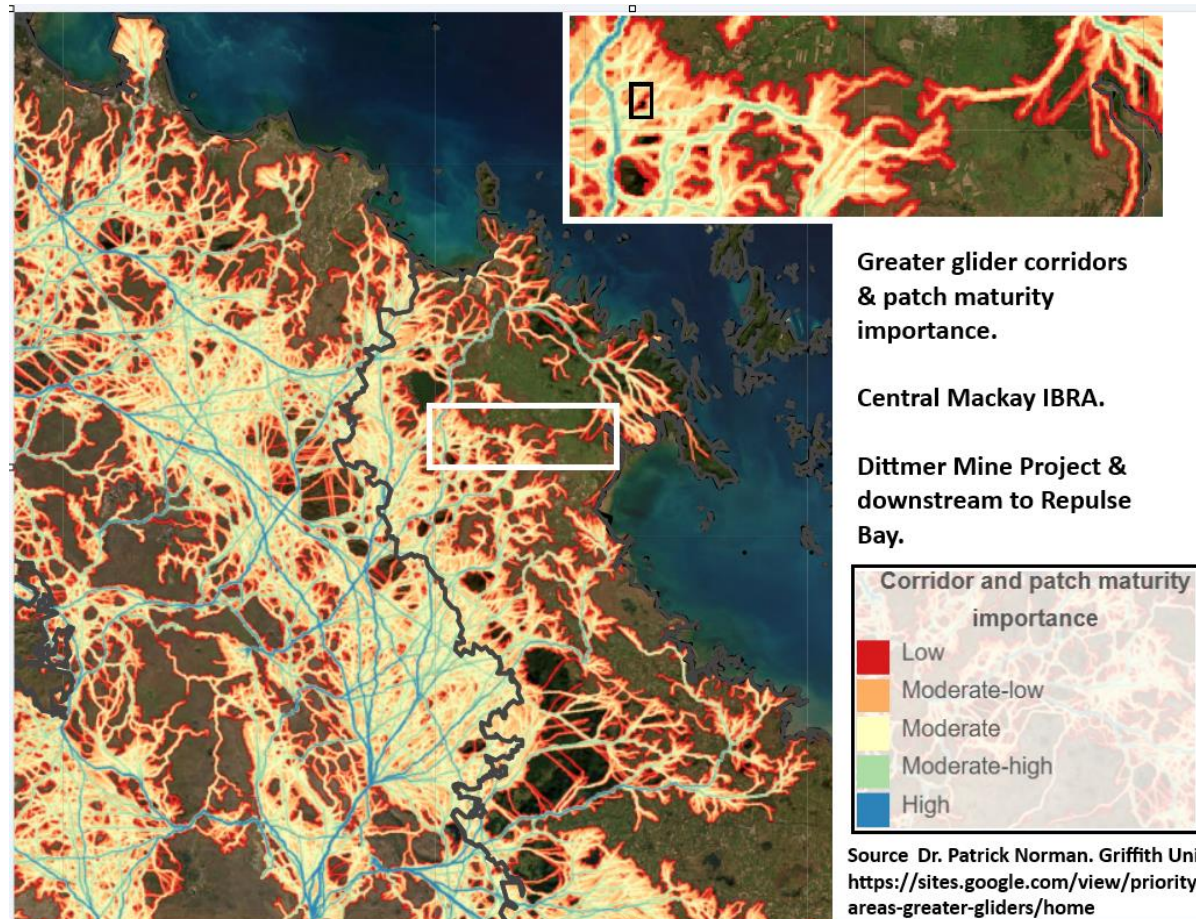 Greater glider corridors
& patch maturity
importance.
Central Mackay IBRA.
Dittmer Mine Project &
downstream to Repulse
Bay.
Corridor and patch maturity
importance
Low
Moderate-low
Moderate
Moderate-high
High
Source Dr. Patrick Norman. Griffith Uni
https://sites.google.com/view/priority
areas-greater-gliders/home